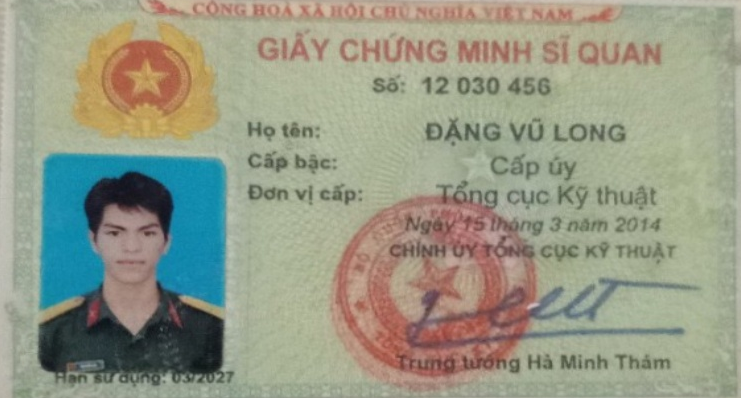 CỘNG HOÀ XÃ HỘI CHỦ NGHĨA VIỆT NAM
GIẤY CHỨNG MINH SĨ QUAN
Số: 12 030 456
Họ tên: ĐẶNG VŨ LONG
Cấp bậc: Cấp úy
Đơn vị cấp: Tổng cục Kỹ thuật
Ngày 15 tháng 3 năm 2014
CHÍNH ỦY TỔNG CỤC KỸ THUẬT
Trung tướng Hà Minh Thám
Hạn sử dụng: 03/2027